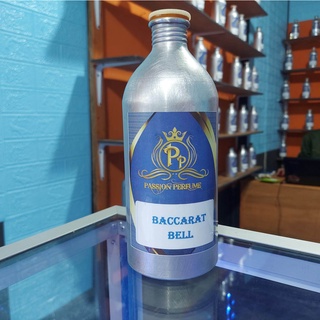 PP
PASSION PERFUME
BACCARAT
BELL